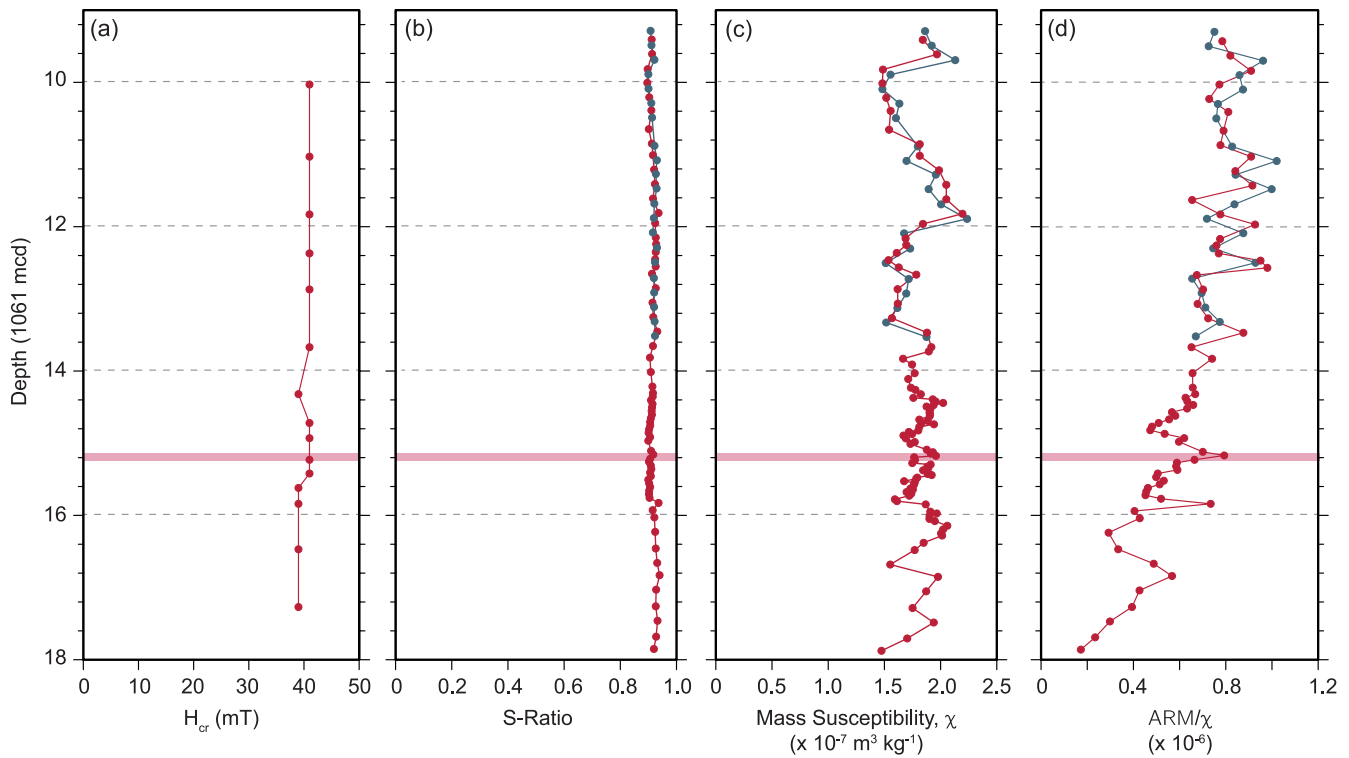 (a)
(b)
(c)
(d)
10
12
14
16
18
Depth (1061 mcd)
0 10 20 30 40 50
0 0.2 0.4 0.6 0.8 1.0
0 0.5 1.0 1.5 2.0 2.5
0 0.4 0.8 1.2
H_cr (mT)
S-Ratio
Mass Susceptibility, χ
(x 10⁻⁷ m³ kg⁻¹)
ARM/χ
(x 10⁻⁶)